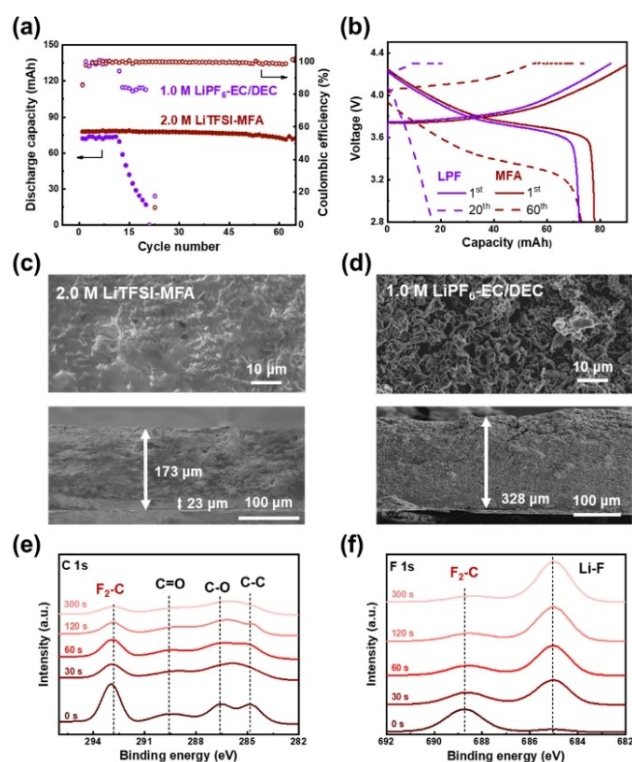 (a)
150
120
90
60
30
0
Discharge capacity (mAh)
100
80
60
40
20
0
Coulombic efficiency (%)
1.0 M LiPF₆-EC/DEC
2.0 M LiTFSI-MFA
0 15 30 45 60
Cycle number
(b)
4.4
4.0
3.6
3.2
2.8
Voltage (V)
LPF MFA
1st 1st
20th 60th
0 20 40 60 80
Capacity (mAh)
(c)
2.0 M LiTFSI-MFA
10 µm
173 µm
23 µm
100 µm
(d)
1.0 M LiPF₆-EC/DEC
10 µm
328 µm
100 µm
(e)
C 1s
F₂-C
C=O
C-O
C-C
300 s
120 s
60 s
30 s
0 s
Intensity (a.u.)
294 291 288 285 282
Binding energy (eV)
(f)
F 1s
F₂-C
Li-F
300 s
120 s
60 s
30 s
0 s
Intensity (a.u.)
692 690 688 686 684 682
Binding energy (eV)